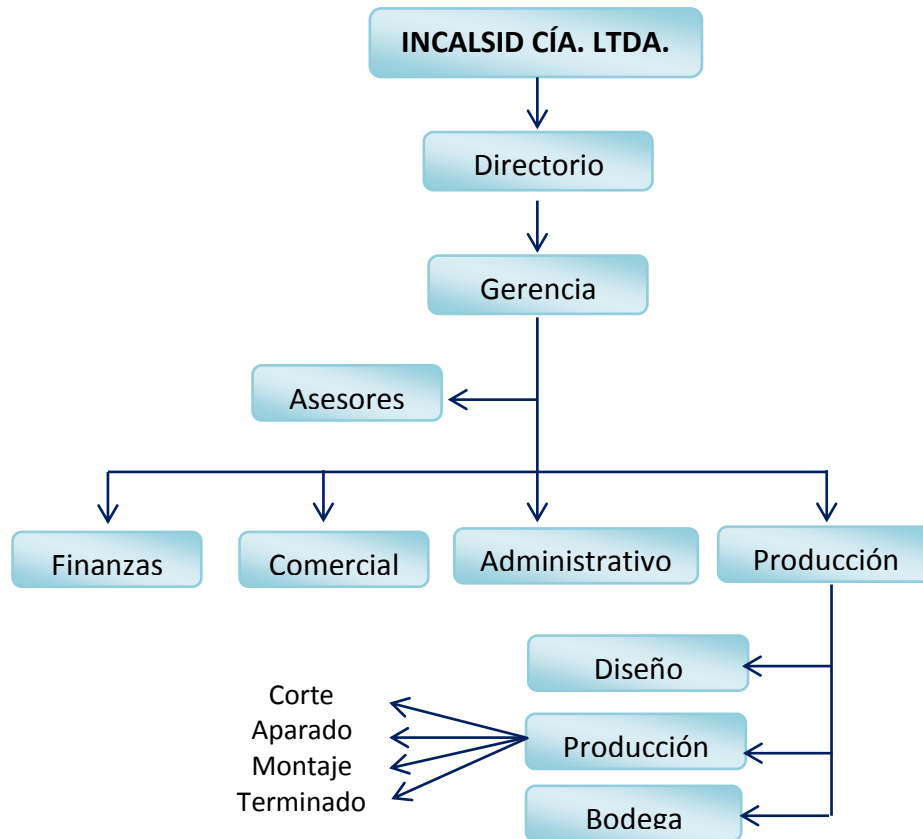 INCALSID CÍA. LTDA.
Directorio
Gerencia
Asesores
Finanzas
Comercial
Administrativo
Producción
Diseño
Corte
Aparado
Montaje
Terminado
Producción
Bodega